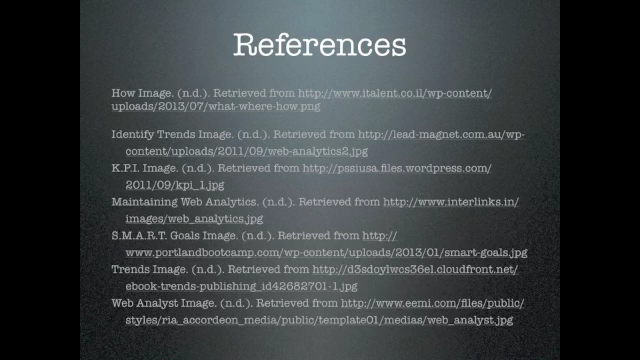 References
How Image. (n.d.). Retrieved from http://www.italent.co.il/wp-content/
uploads/2013/07/what-where-how.png
Identify Trends Image. (n.d.). Retrieved from http://lead-magnet.com.au/wp-
content/uploads/2011/09/web-analytics2.jpg
K.P.I. Image. (n.d.). Retrieved from http://pssiusa.files.wordpress.com/
2011/09/kpi_1.jpg
Maintaining Web Analytics. (n.d.). Retrieved from http://www.interlinks.in/
images/web_analytics.jpg
S.M.A.R.T. Goals Image. (n.d.). Retrieved from http://
www.portlandbootcamp.com/wp-content/uploads/2013/01/smart-goals.jpg
Trends Image. (n.d.). Retrieved from http://d3sdoylwcs36el.cloudfront.net/
ebook-trends-publishing_id42682701-1.jpg
Web Analyst Image. (n.d.). Retrieved from http://www.eemi.com/files/public/
styles/ria_accordeon_media/public/template01/medias/web_analyst.jpg